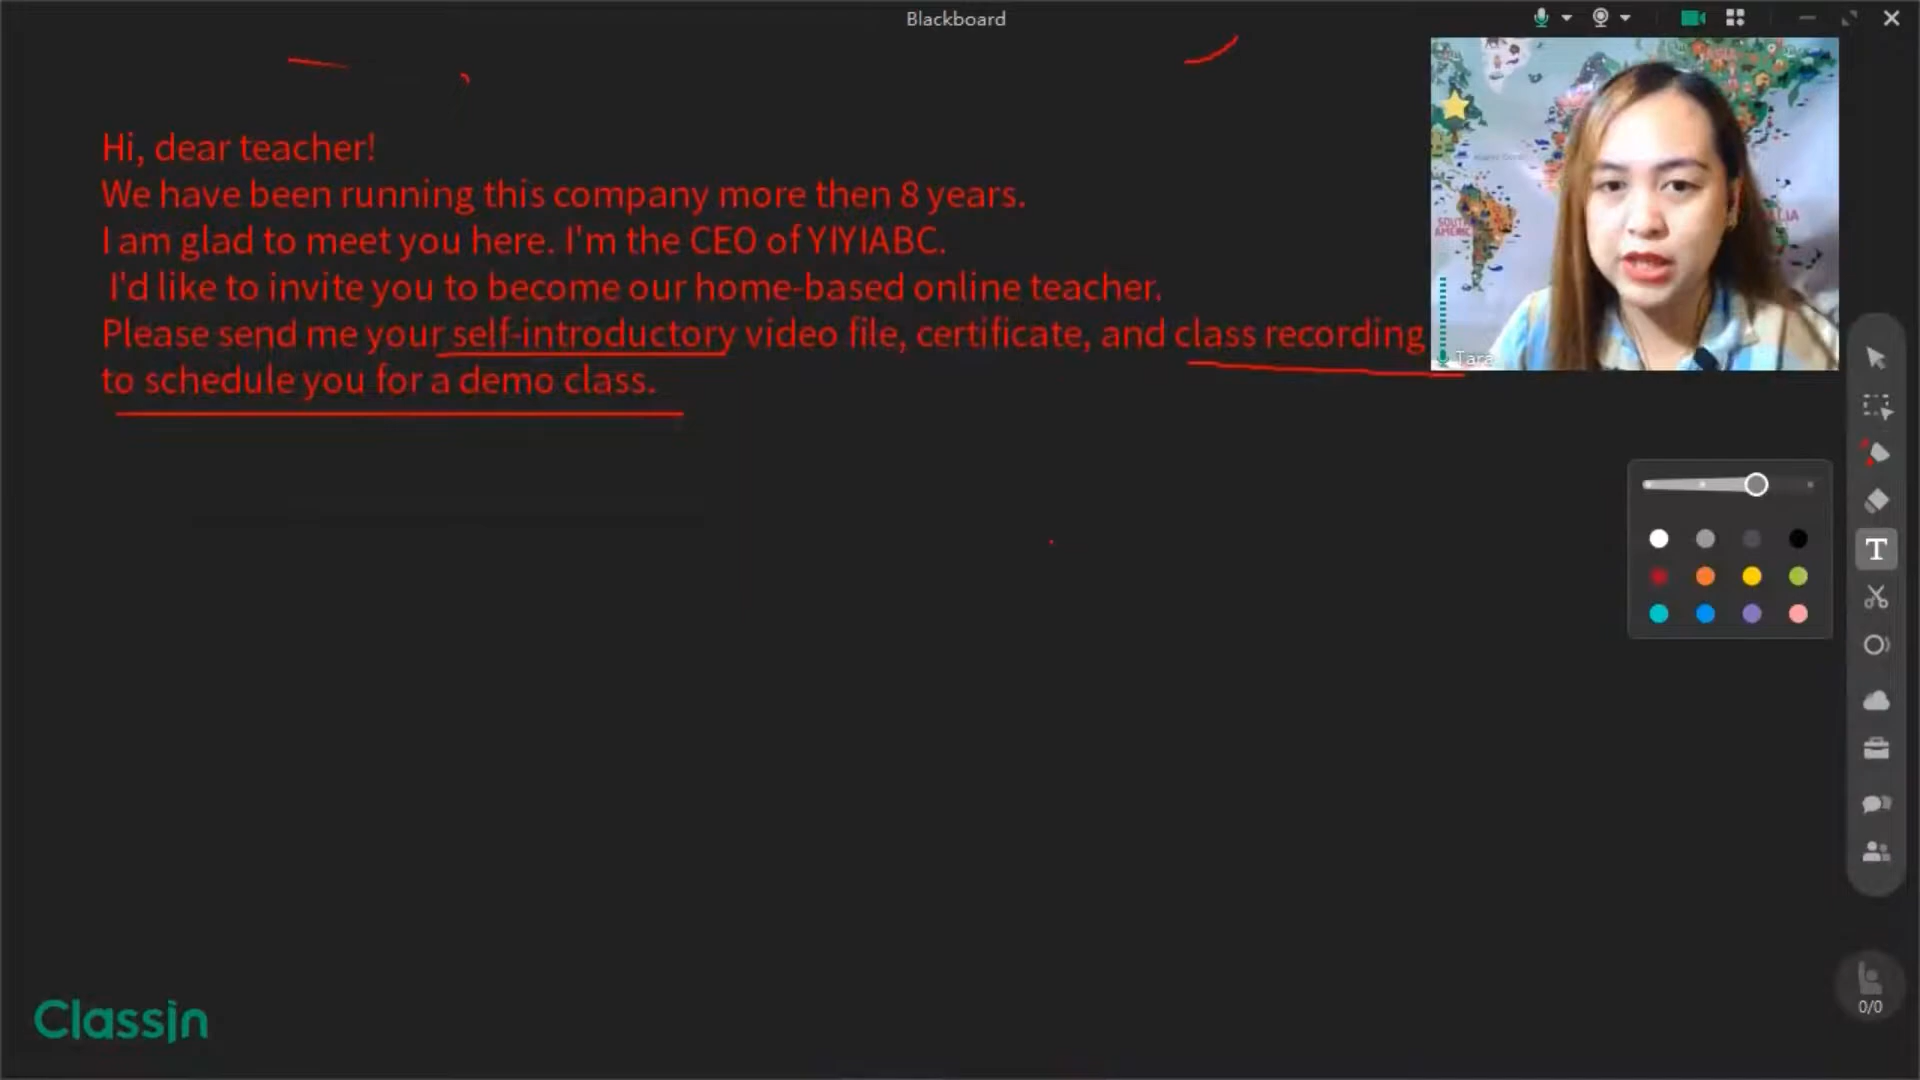 Blackboard
Hi, dear teacher!
We have been running this company more then 8 years.
I am glad to meet you here. I'm the CEO of YIYIABC.
I'd like to invite you to become our home-based online teacher.
Please send me your self-introductory video file, certificate, and class recording
to schedule you for a demo class.
SOUTH
AMERIC
ALIA
Tara
T
0/0
ClassIn